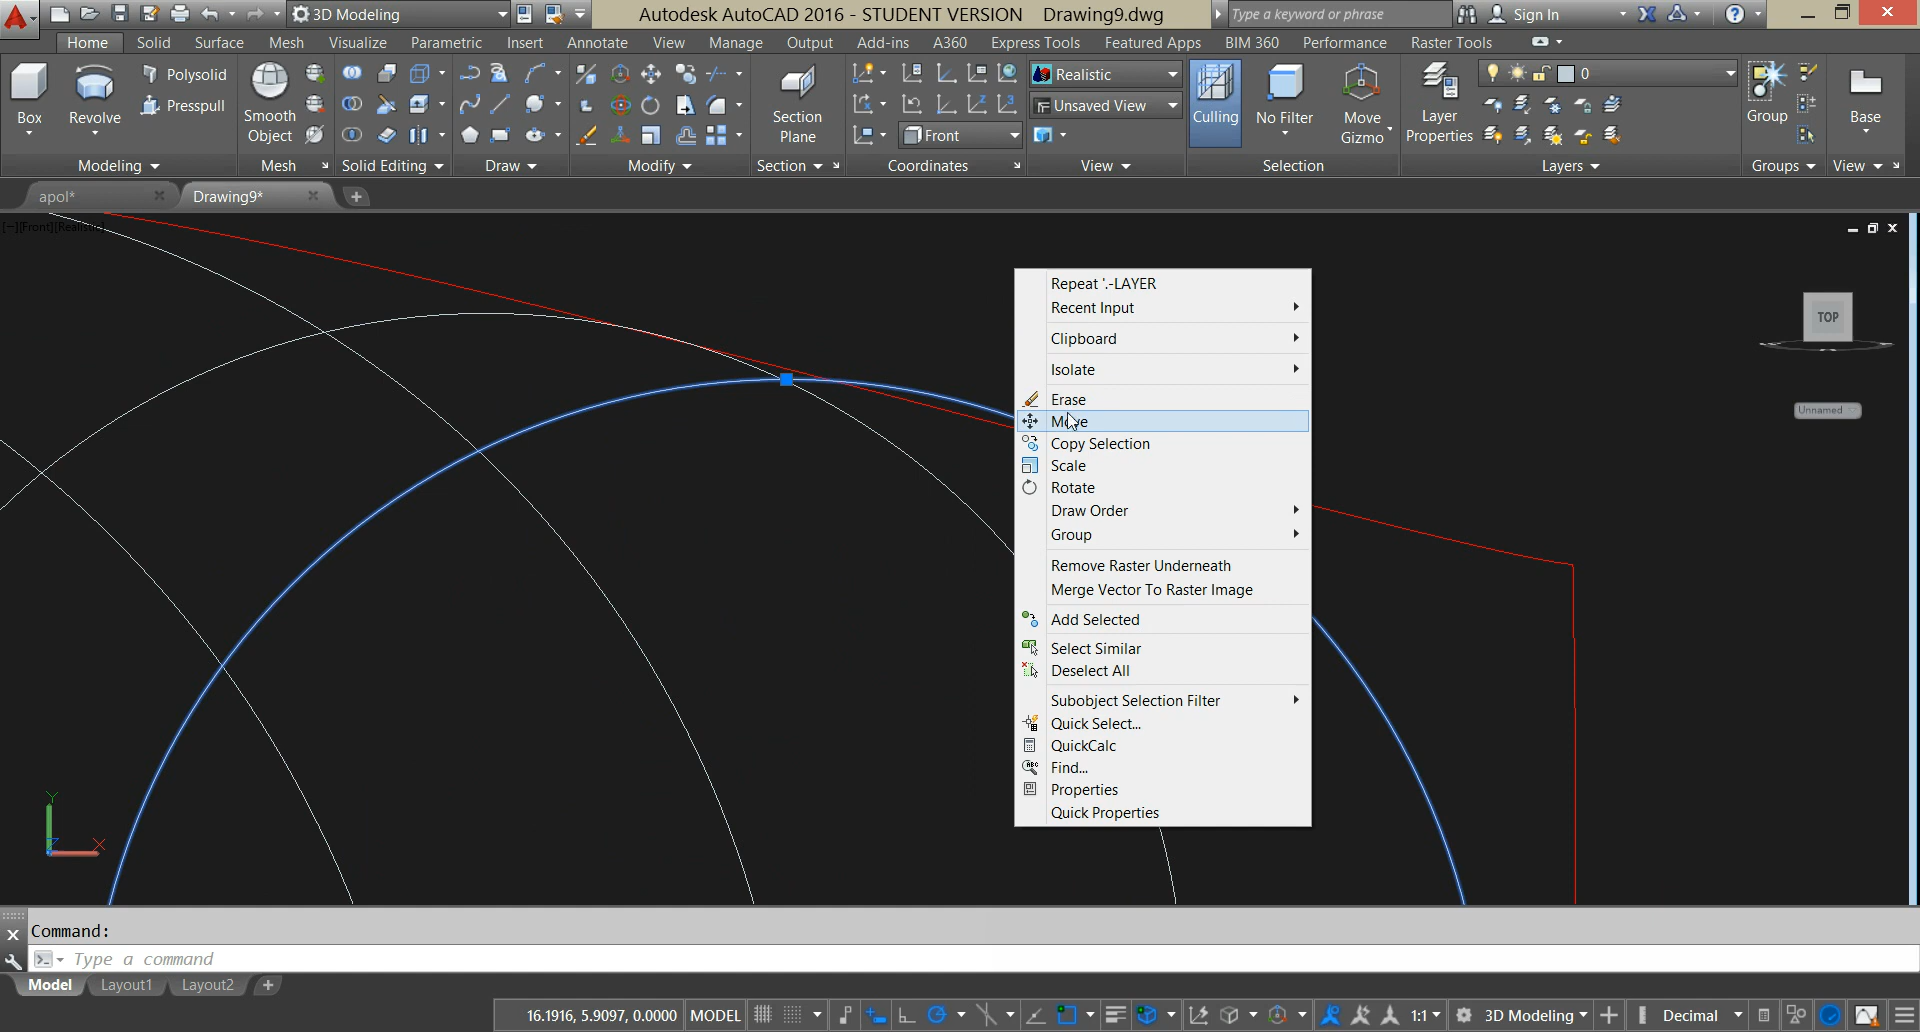 3D Modeling
Autodesk AutoCAD 2016 - STUDENT VERSION Drawing9.dwg
Type a keyword or phrase
Sign In
Home Solid Surface Mesh Visualize Parametric Insert Annotate View Manage Output Add-ins A360 Express Tools Featured Apps BIM 360 Performance Raster Tools
Box
Revolve
Polysolid
Presspull
Modeling
Smooth
Object
Mesh
Solid Editing
Draw
Modify
Section
Plane
Section
Front
Coordinates
Realistic
Unsaved View
View
Culling
No Filter
Move
Gizmo
Selection
Layer
Properties
0
Layers
Group
Groups
Base
View
apol*
Drawing9*
[−][Front][Realistic]
TOP
Unnamed
Repeat '.-LAYER
Recent Input
Clipboard
Isolate
Erase
Move
Copy Selection
Scale
Rotate
Draw Order
Group
Remove Raster Underneath
Merge Vector To Raster Image
Add Selected
Select Similar
Deselect All
Subobject Selection Filter
Quick Select...
QuickCalc
Find...
Properties
Quick Properties
Y
X
Z
Command:
Type a command
Model Layout1 Layout2
16.1916, 5.9097, 0.0000 MODEL 1:1 3D Modeling Decimal